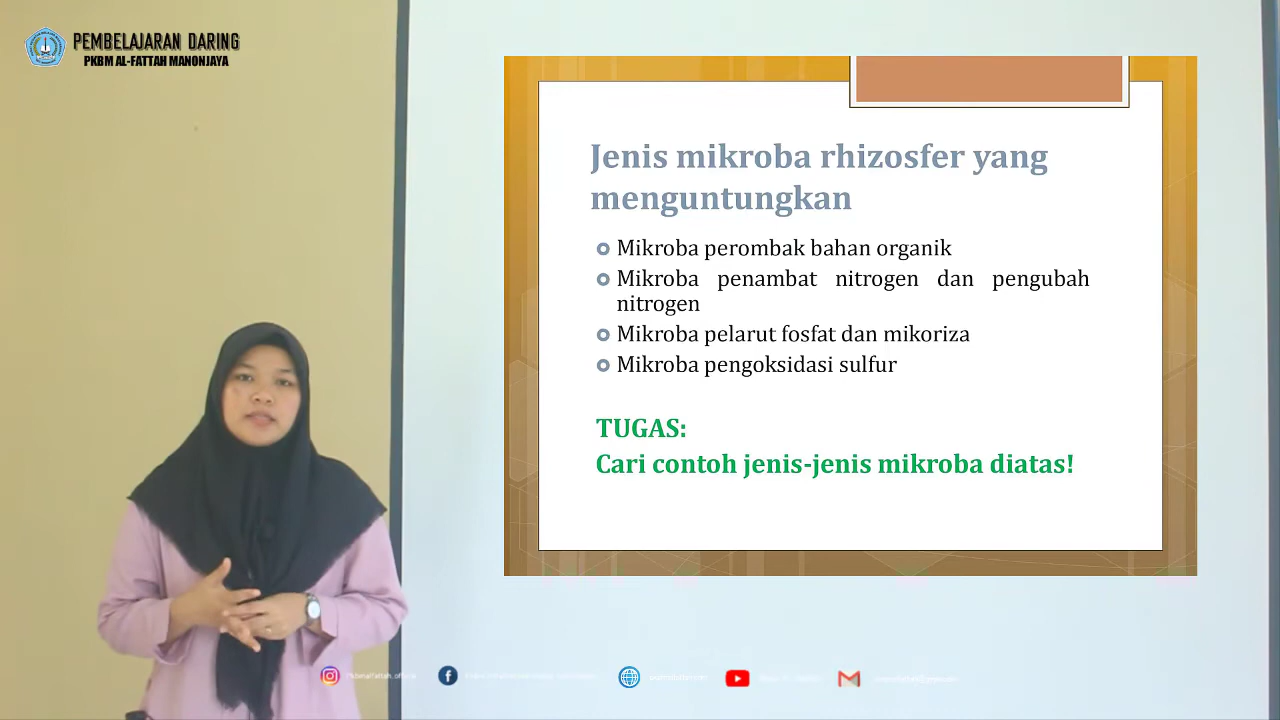 PEMBELAJARAN DARING
PKBM AL-FATTAH MANONJAYA
Jenis mikroba rhizosfer yang
menguntungkan
Mikroba perombak bahan organik
Mikroba penambat nitrogen dan pengubah
nitrogen
Mikroba pelarut fosfat dan mikoriza
Mikroba pengoksidasi sulfur
TUGAS:
Cari contoh jenis-jenis mikroba diatas!